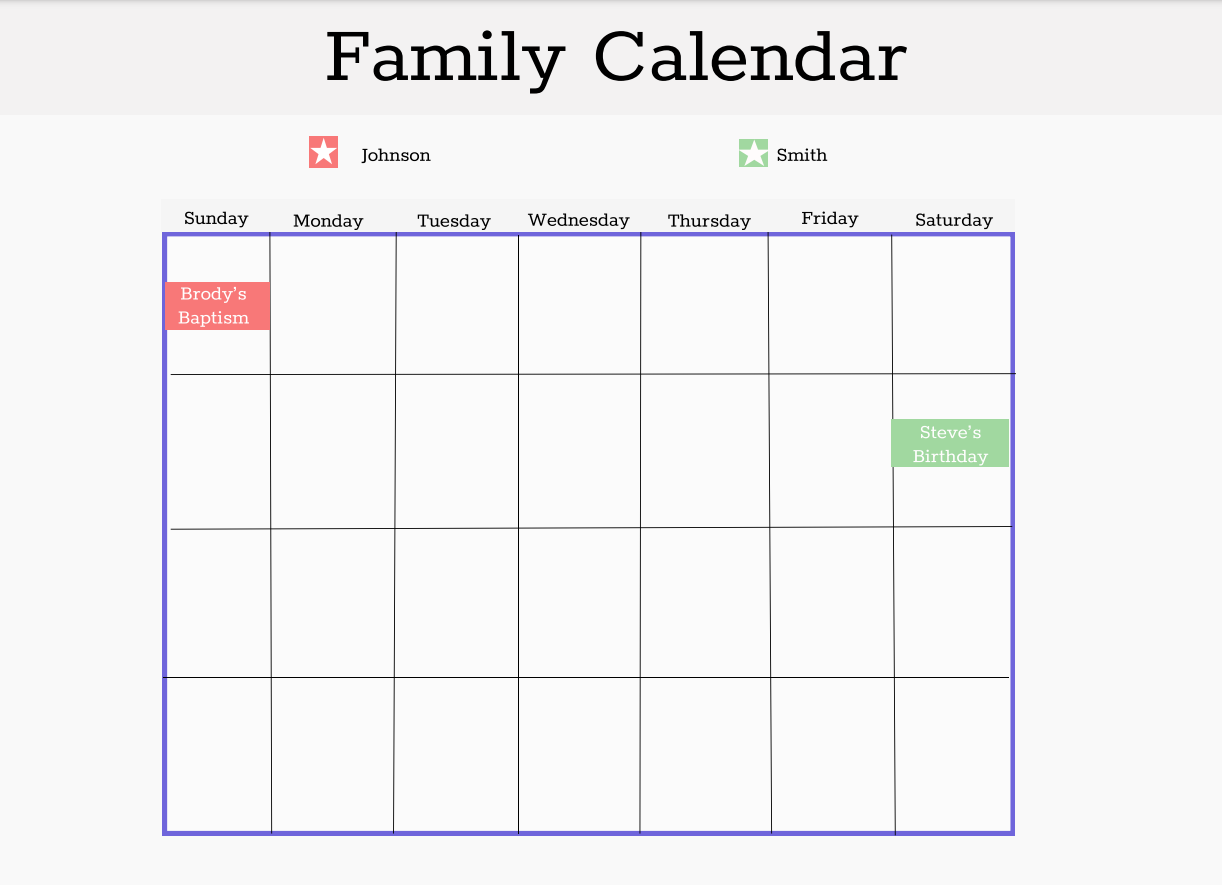 Family Calendar
Johnson
Smith
Sunday Monday Tuesday Wednesday Thursday Friday Saturday
Brody's
Baptism
Steve's
Birthday